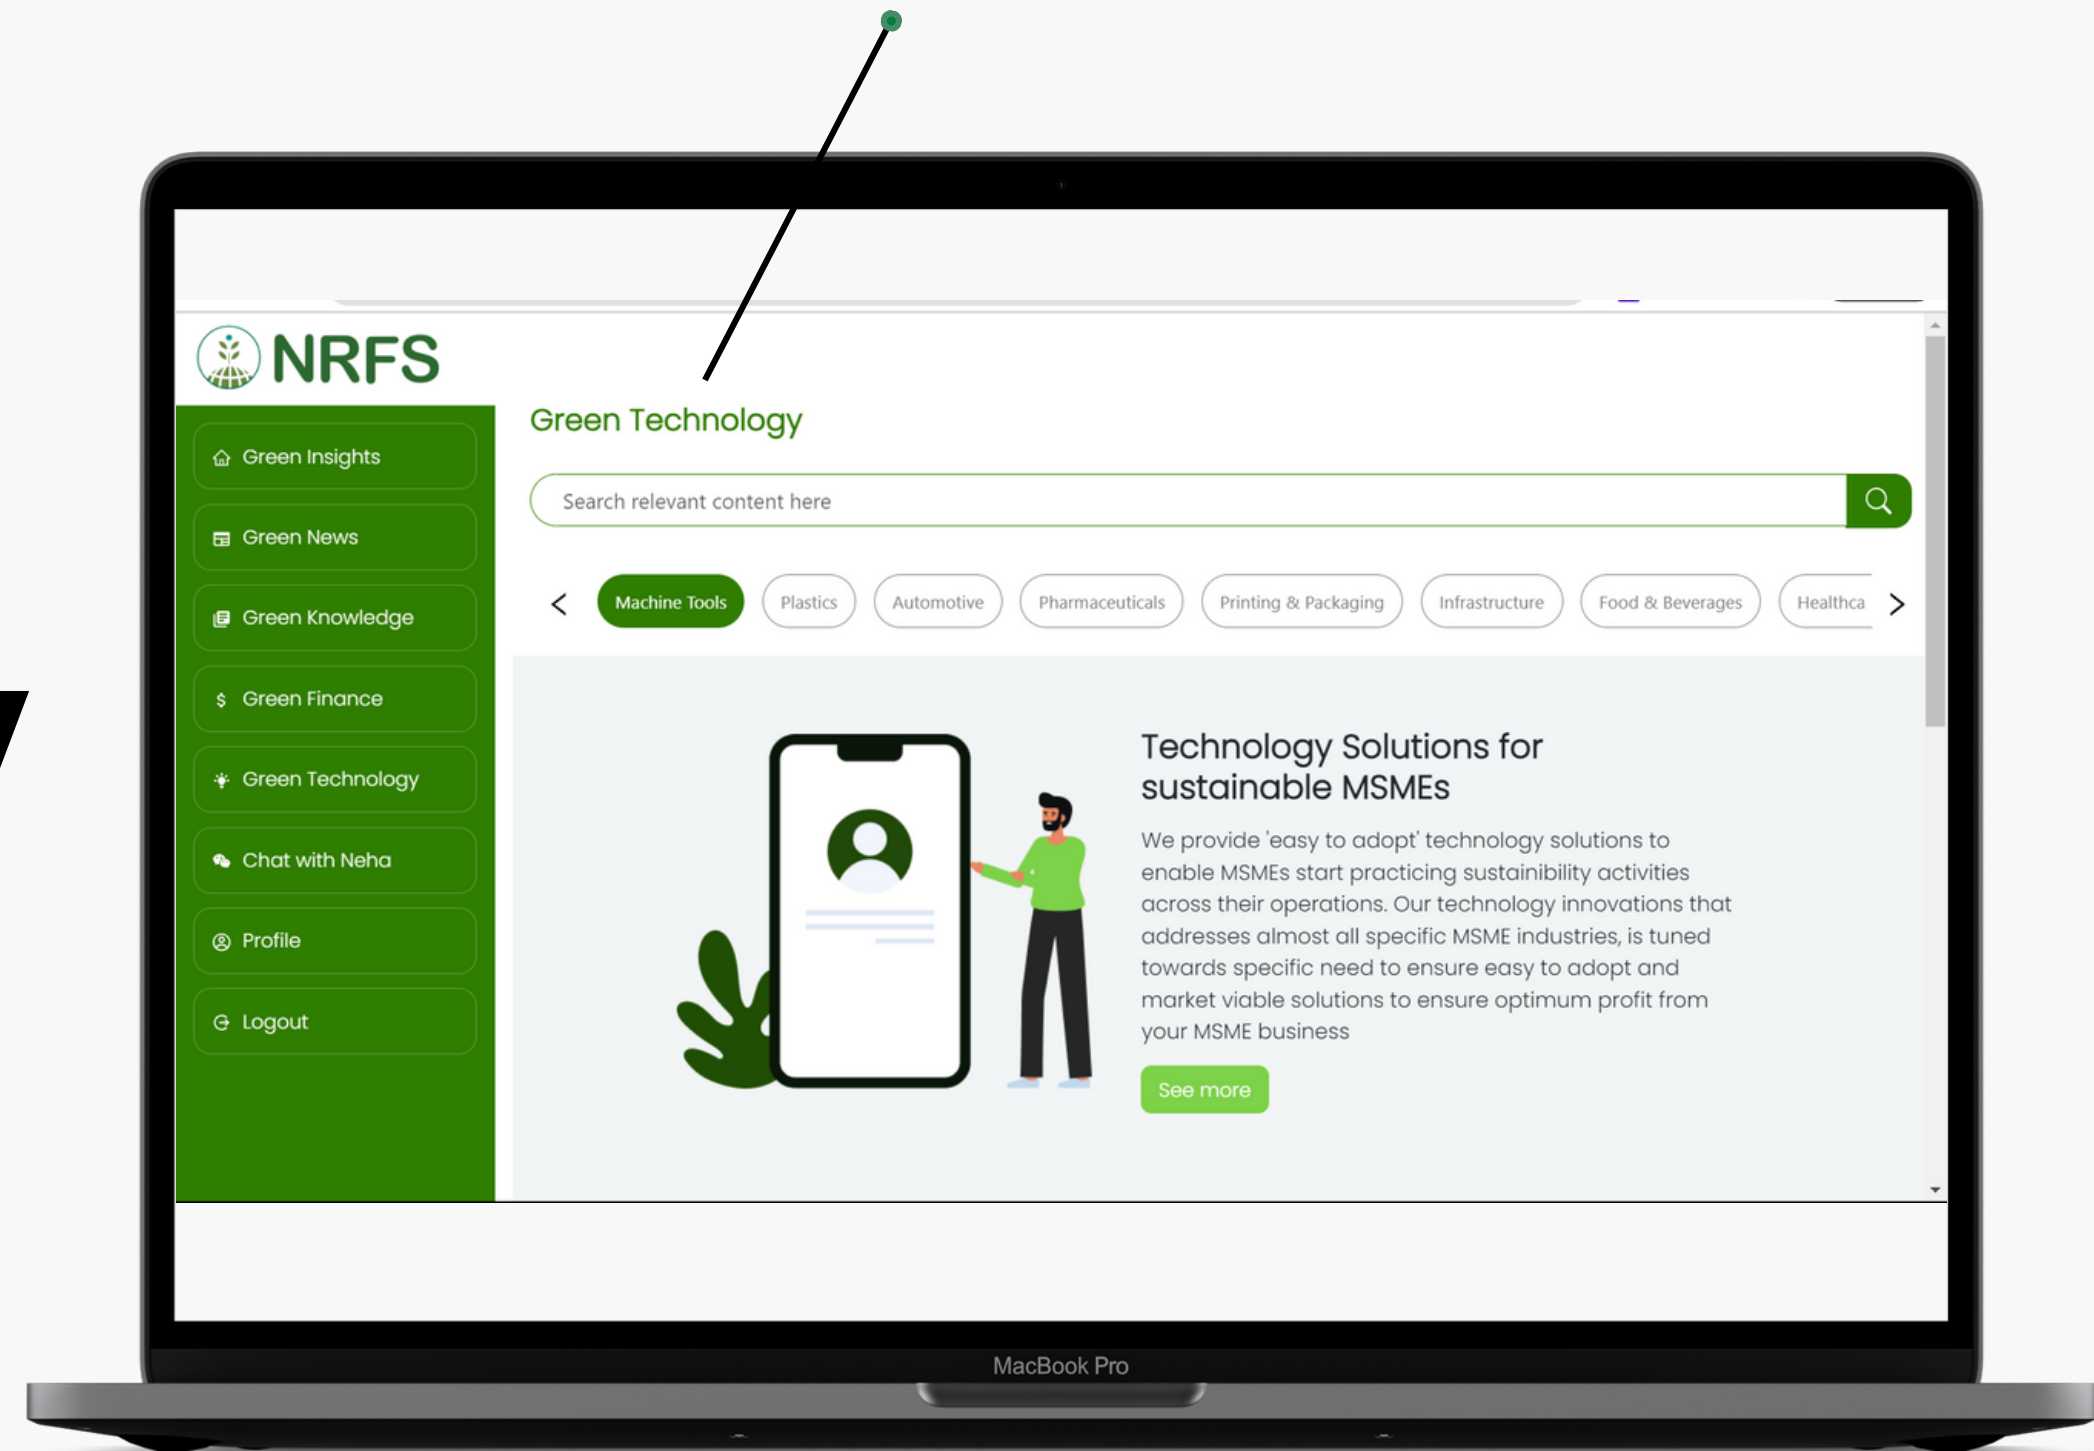 NRFS
Green Insights
Green News
Green Knowledge
Green Finance
Green Technology
Chat with Neha
Profile
Logout
Green Technology
Search relevant content here
Machine Tools
Plastics
Automotive
Pharmaceuticals
Printing & Packaging
Infrastructure
Food & Beverages
Healthca
Technology Solutions for
sustainable MSMEs
We provide 'easy to adopt' technology solutions to
enable MSMEs start practicing sustainibility activities
across their operations. Our technology innovations that
addresses almost all specific MSME industries, is tuned
towards specific need to ensure easy to adopt and
market viable solutions to ensure optimum profit from
your MSME business
See more
MacBook Pro